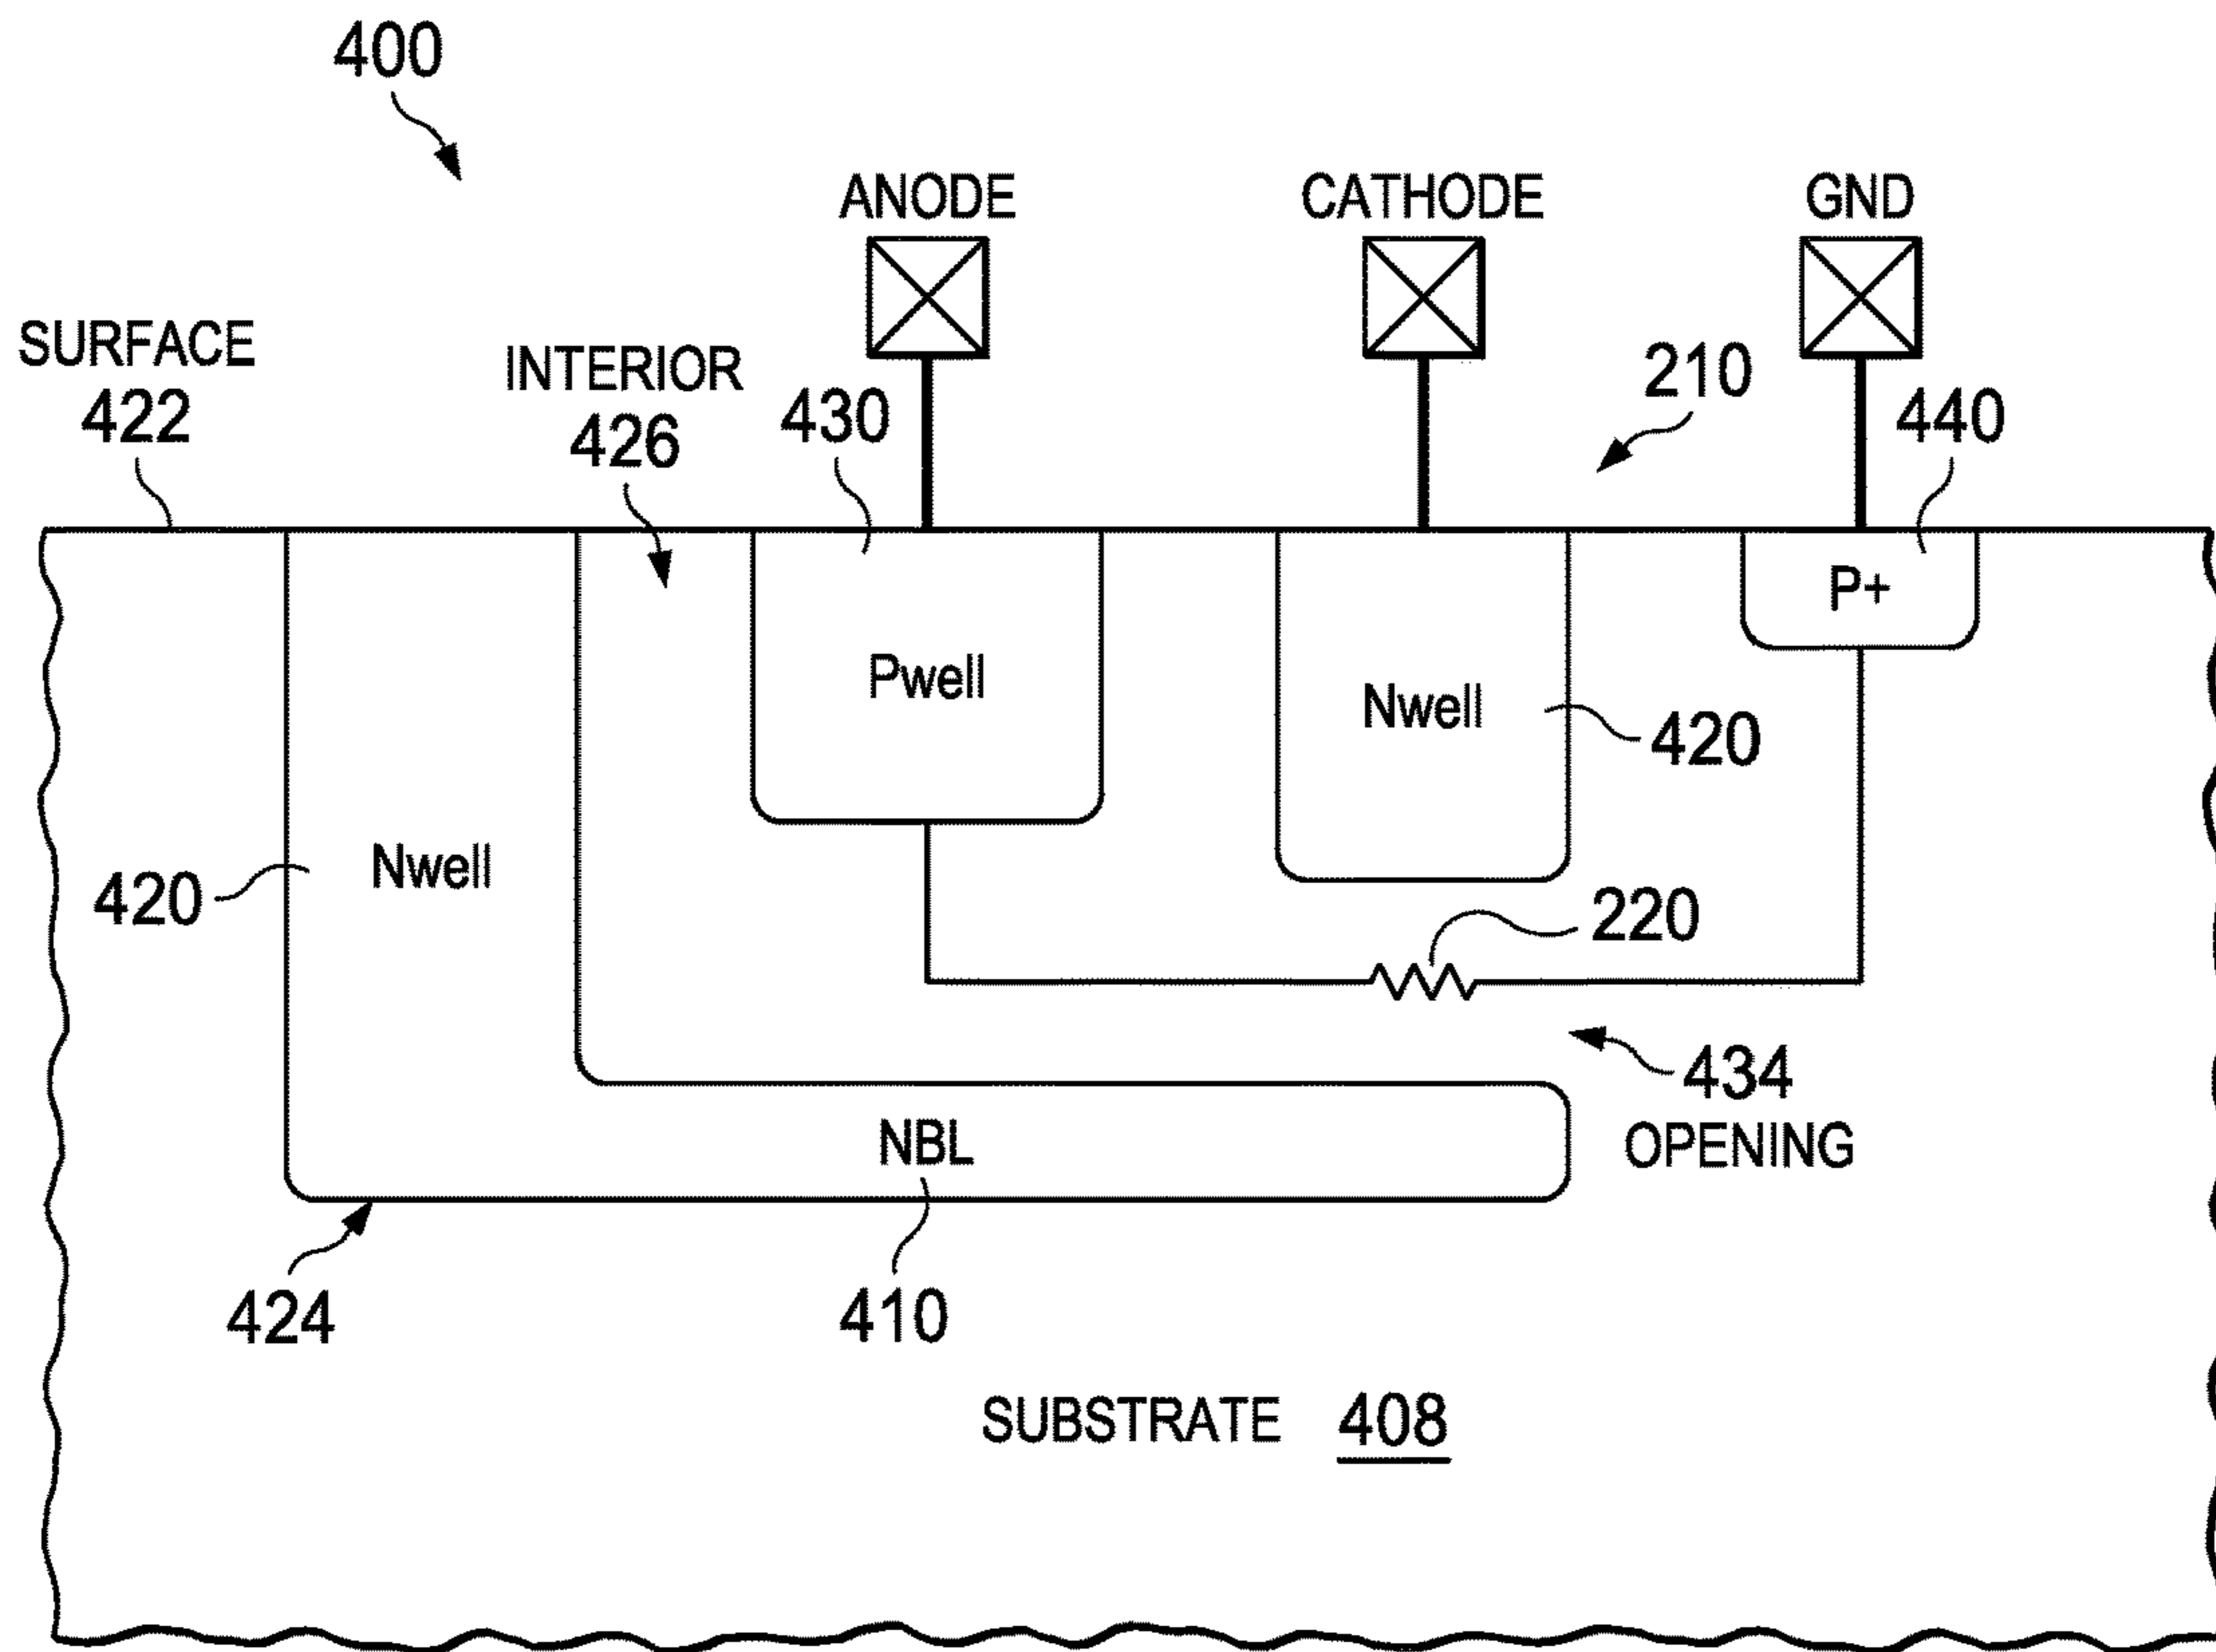 400
ANODE
CATHODE
GND
SURFACE
422
INTERIOR
426
430
210
440
P+
Pwell
Nwell
420
Nwell
420
220
434
OPENING
NBL
424
410
SUBSTRATE 408